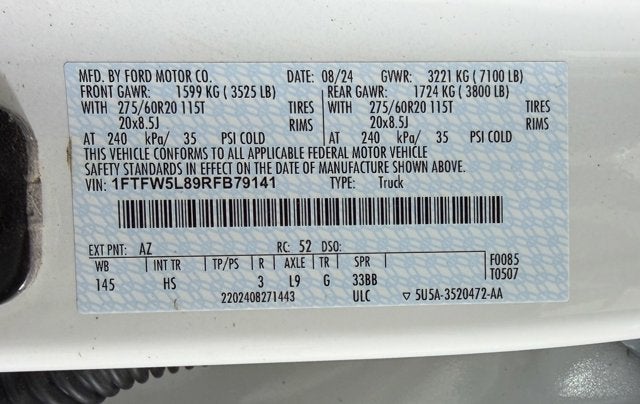 MFD. BY FORD MOTOR CO. DATE: 08/24 GVWR: 3221 KG ( 7100 LB)
FRONT GAWR: 1599 KG ( 3525 LB) REAR GAWR: 1724 KG ( 3800 LB)
WITH 275/60R20 115T TIRES WITH 275/60R20 115T TIRES
20x8.5J RIMS 20x8.5J RIMS
AT 240 kPa/ 35 PSI COLD AT 240 kPa/ 35 PSI COLD
THIS VEHICLE CONFORMS TO ALL APPLICABLE FEDERAL MOTOR VEHICLE
SAFETY STANDARDS IN EFFECT ON THE DATE OF MANUFACTURE SHOWN ABOVE.
VIN: 1FTFW5L89RFB79141 TYPE: Truck
EXT PNT: AZ RC: 52 DSO:
WB INT TR TP/PS R AXLE TR SPR F0085
145 HS 3 L9 G 33BB T0507
2202408271443 ULC ▽ 5U5A-3520472-AA